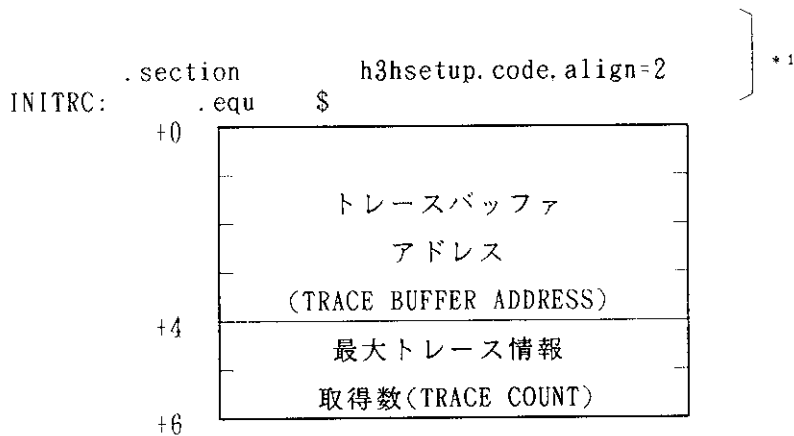 .section h3hsetup.code,align=2
*1
INITRC: .equ $
+0
トレースバッファ
アドレス
(TRACE BUFFER ADDRESS)
+4
最大トレース情報
取得数(TRACE COUNT)
+6